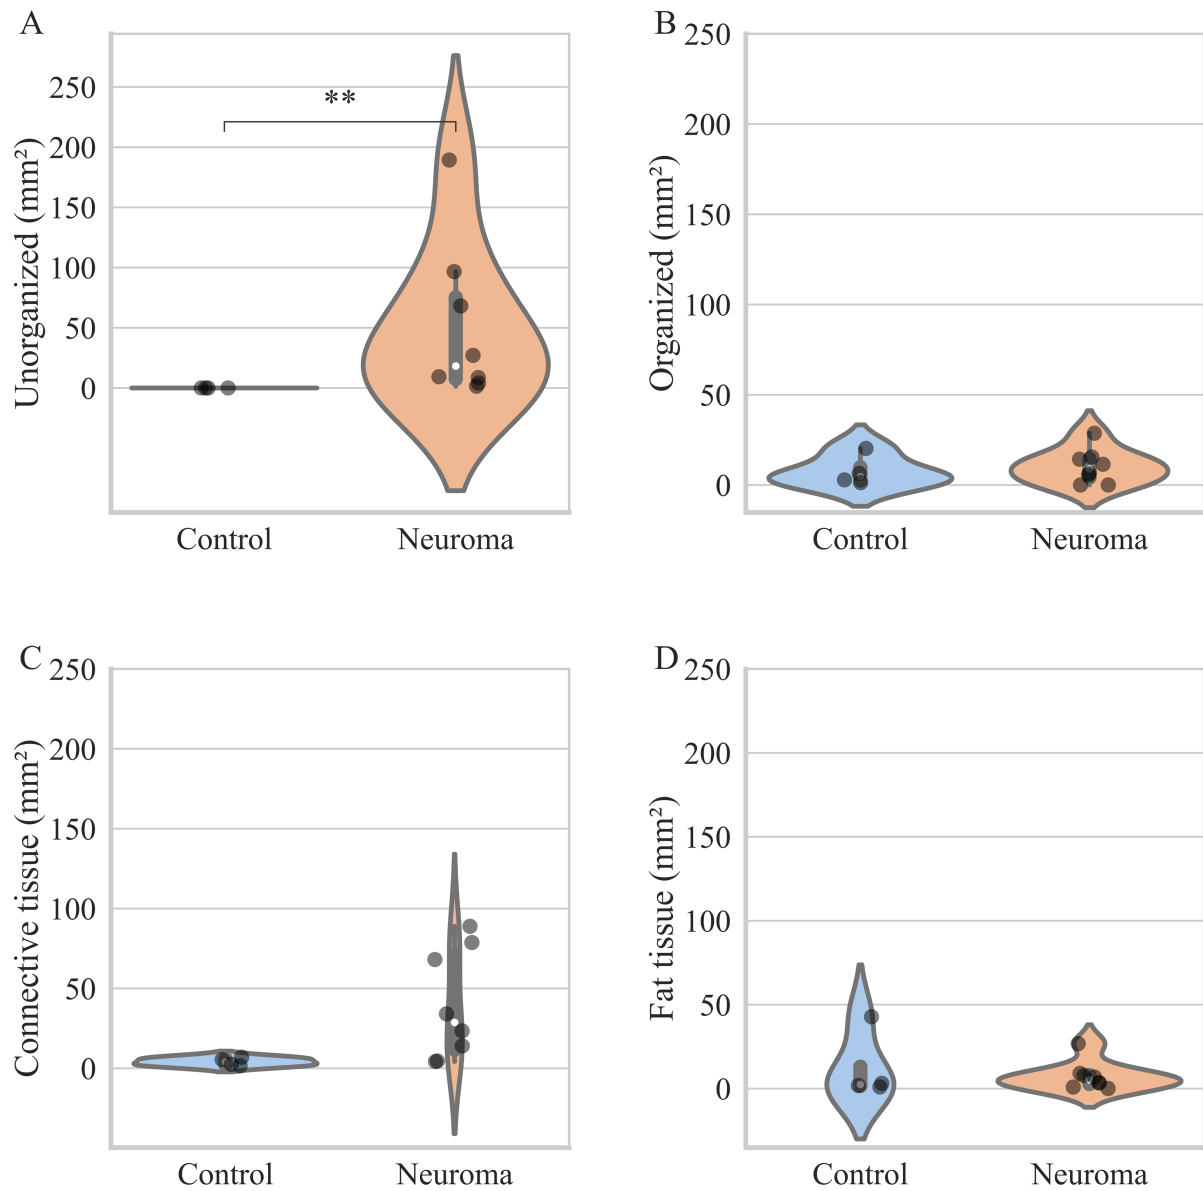 A
Unorganized (mm²)
250
200
150
100
50
0
**
Control Neuroma
B
Organized (mm²)
250
200
150
100
50
0
Control Neuroma
C
Connective tissue (mm²)
250
200
150
100
50
0
Control Neuroma
D
Fat tissue (mm²)
250
200
150
100
50
0
Control Neuroma